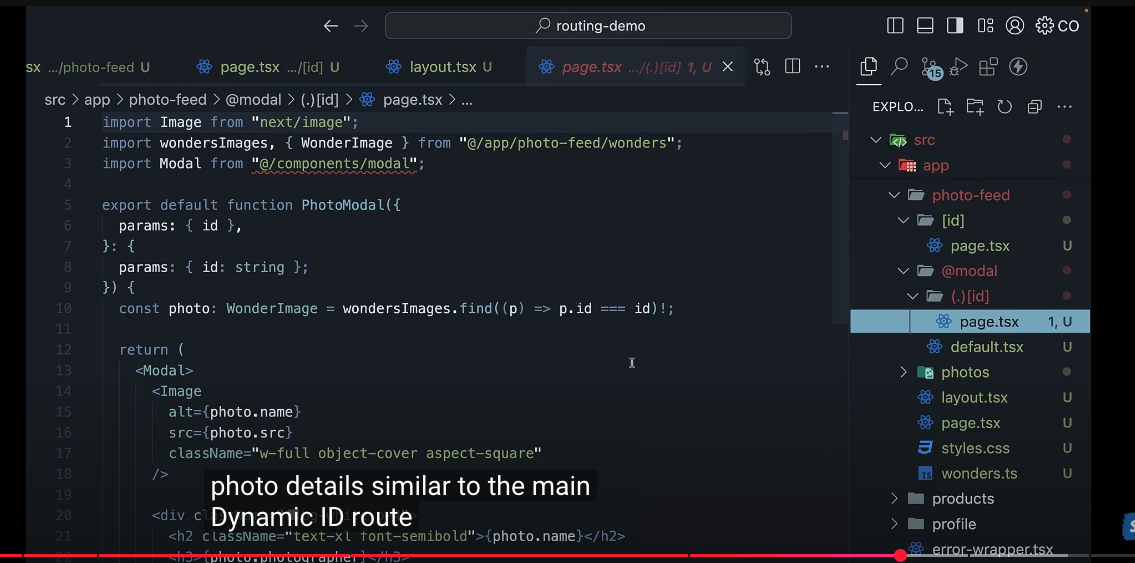 routing-demo
CO
sx .../photo-feed U
page.tsx .../[id] U
layout.tsx U
page.tsx .../(.)[id] 1, U
15
src > app > photo-feed > @modal > (.)[id] > page.tsx > ...
EXPLO...
1 import Image from "next/image";
2 import wondersImages, { WonderImage } from "@/app/photo-feed/wonders";
3 import Modal from "@/components/modal";
4
5 export default function PhotoModal({
6 params: { id },
7 }: {
8 params: { id: string };
9 }) {
10 const photo: WonderImage = wondersImages.find((p) => p.id === id)!;
11
12 return (
13 <Modal>
14 <Image
15 alt={photo.name}
16 src={photo.src}
17 className="w-full object-cover aspect-square"
18 />
19
20 <div
21 <h2 className="text-xl font-semibold">{photo.name}</h2>
22 <h3>{photo.photographer}</h3>
photo details similar to the main
Dynamic ID route
src
app
photo-feed
[id]
page.tsx U
@modal
(.)[id]
page.tsx 1, U
default.tsx U
photos
layout.tsx U
page.tsx U
styles.css U
wonders.ts U
products
profile
error-wrapper.tsx